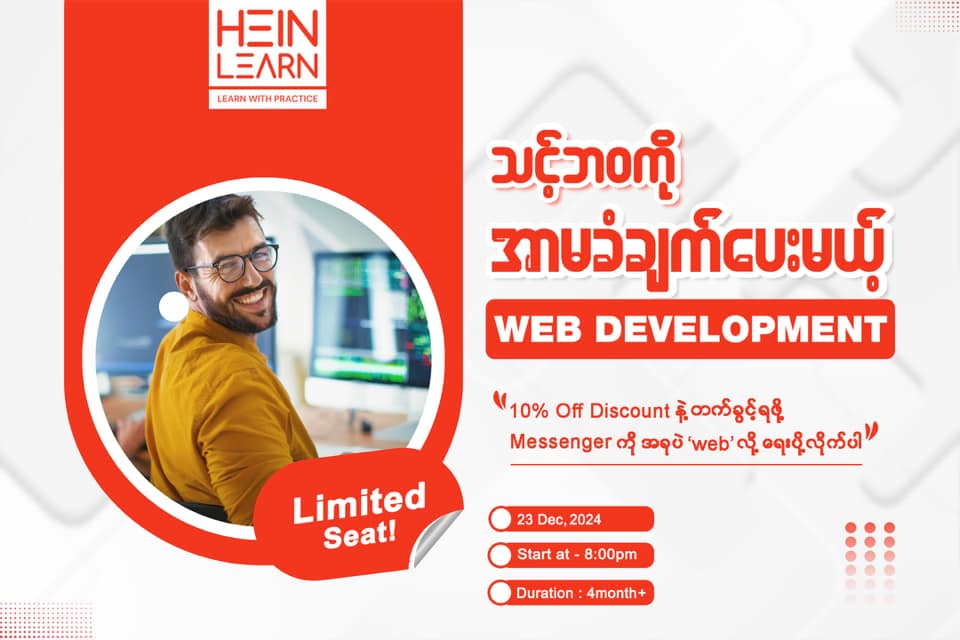 HEIN
LEARN
LEARN WITH PRACTICE
သင့်ဘဝကို
အာမခံချက်ပေးမယ့်
WEB DEVELOPMENT
“10% Off Discount နဲ့ တက်ခွင့်ရဖို့
Messenger ကို အခုပဲ ‘web’ လို့ ရေးပို့လိုက်ပါ”
Limited
Seat!
23 Dec, 2024
Start at - 8:00pm
Duration : 4month+